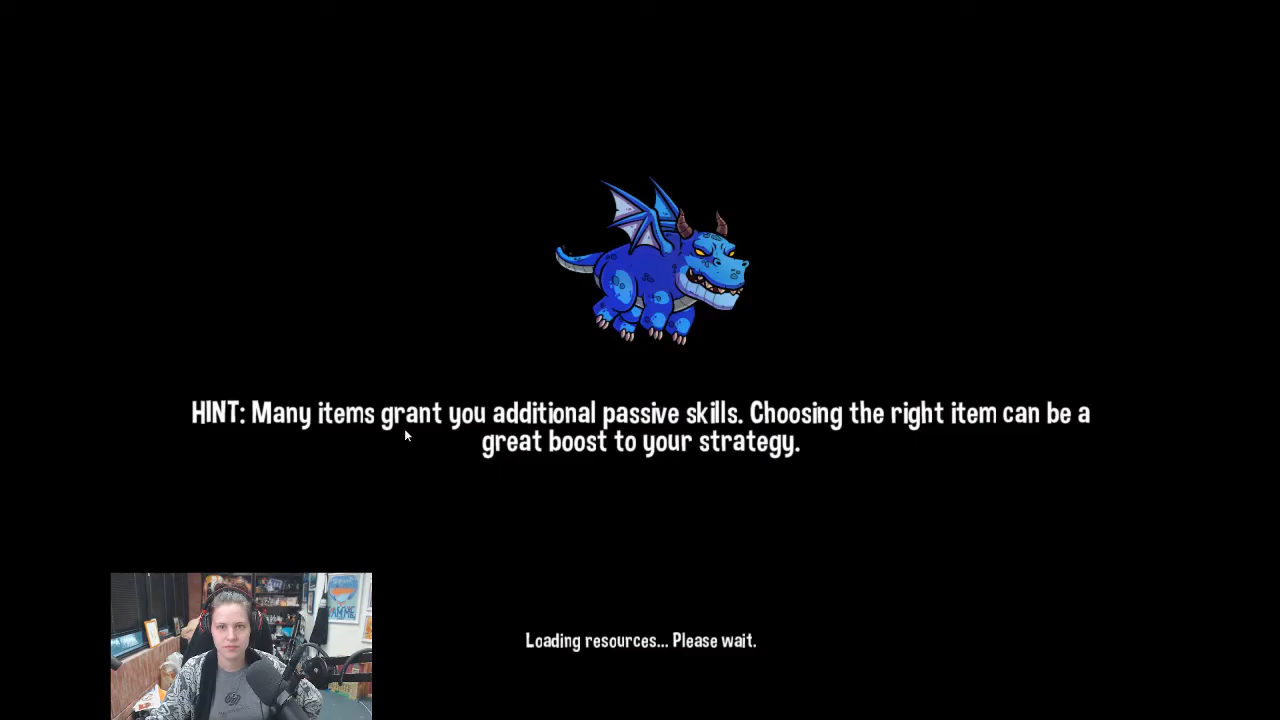 HINT: Many items grant you additional passive skills. Choosing the right item can be a
great boost to your strategy.
Loading resources... Please wait.